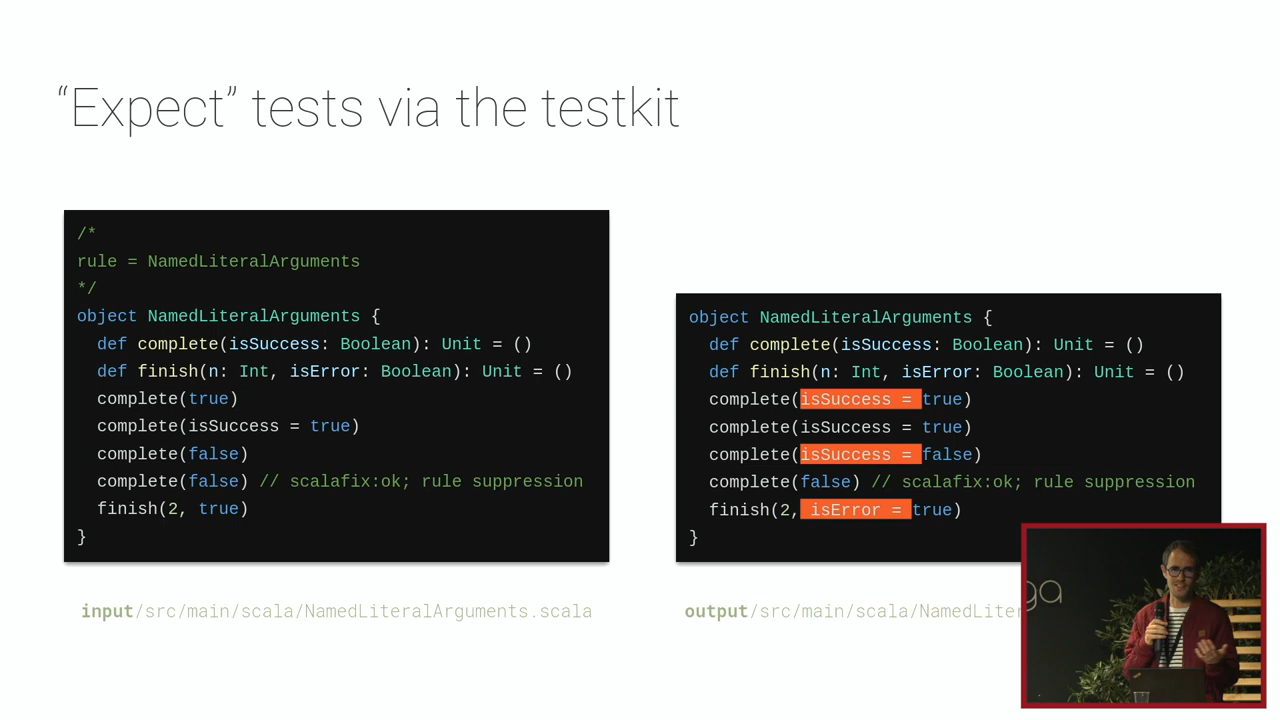 “Expect” tests via the testkit
/*
rule = NamedLiteralArguments
*/
object NamedLiteralArguments {
def complete(isSuccess: Boolean): Unit = ()
def finish(n: Int, isError: Boolean): Unit = ()
complete(true)
complete(isSuccess = true)
complete(false)
complete(false) // scalafix:ok; rule suppression
finish(2, true)
}
input/src/main/scala/NamedLiteralArguments.scala
object NamedLiteralArguments {
def complete(isSuccess: Boolean): Unit = ()
def finish(n: Int, isError: Boolean): Unit = ()
complete(isSuccess = true)
complete(isSuccess = true)
complete(isSuccess = false)
complete(false) // scalafix:ok; rule suppression
finish(2, isError = true)
}
output/src/main/scala/NamedLiter
ga